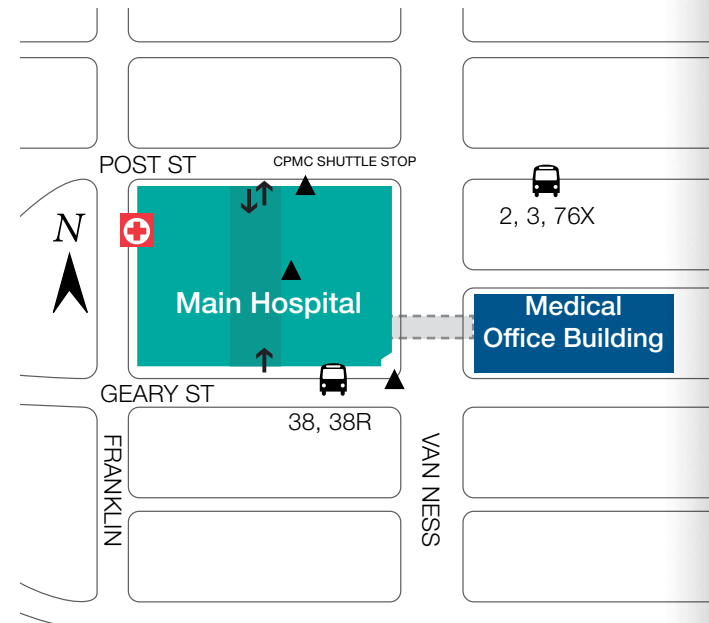 POST ST
CPMC SHUTTLE STOP
N
2, 3, 76X
Main Hospital
Medical
Office Building
GEARY ST
38, 38R
FRANKLIN
VAN NESS